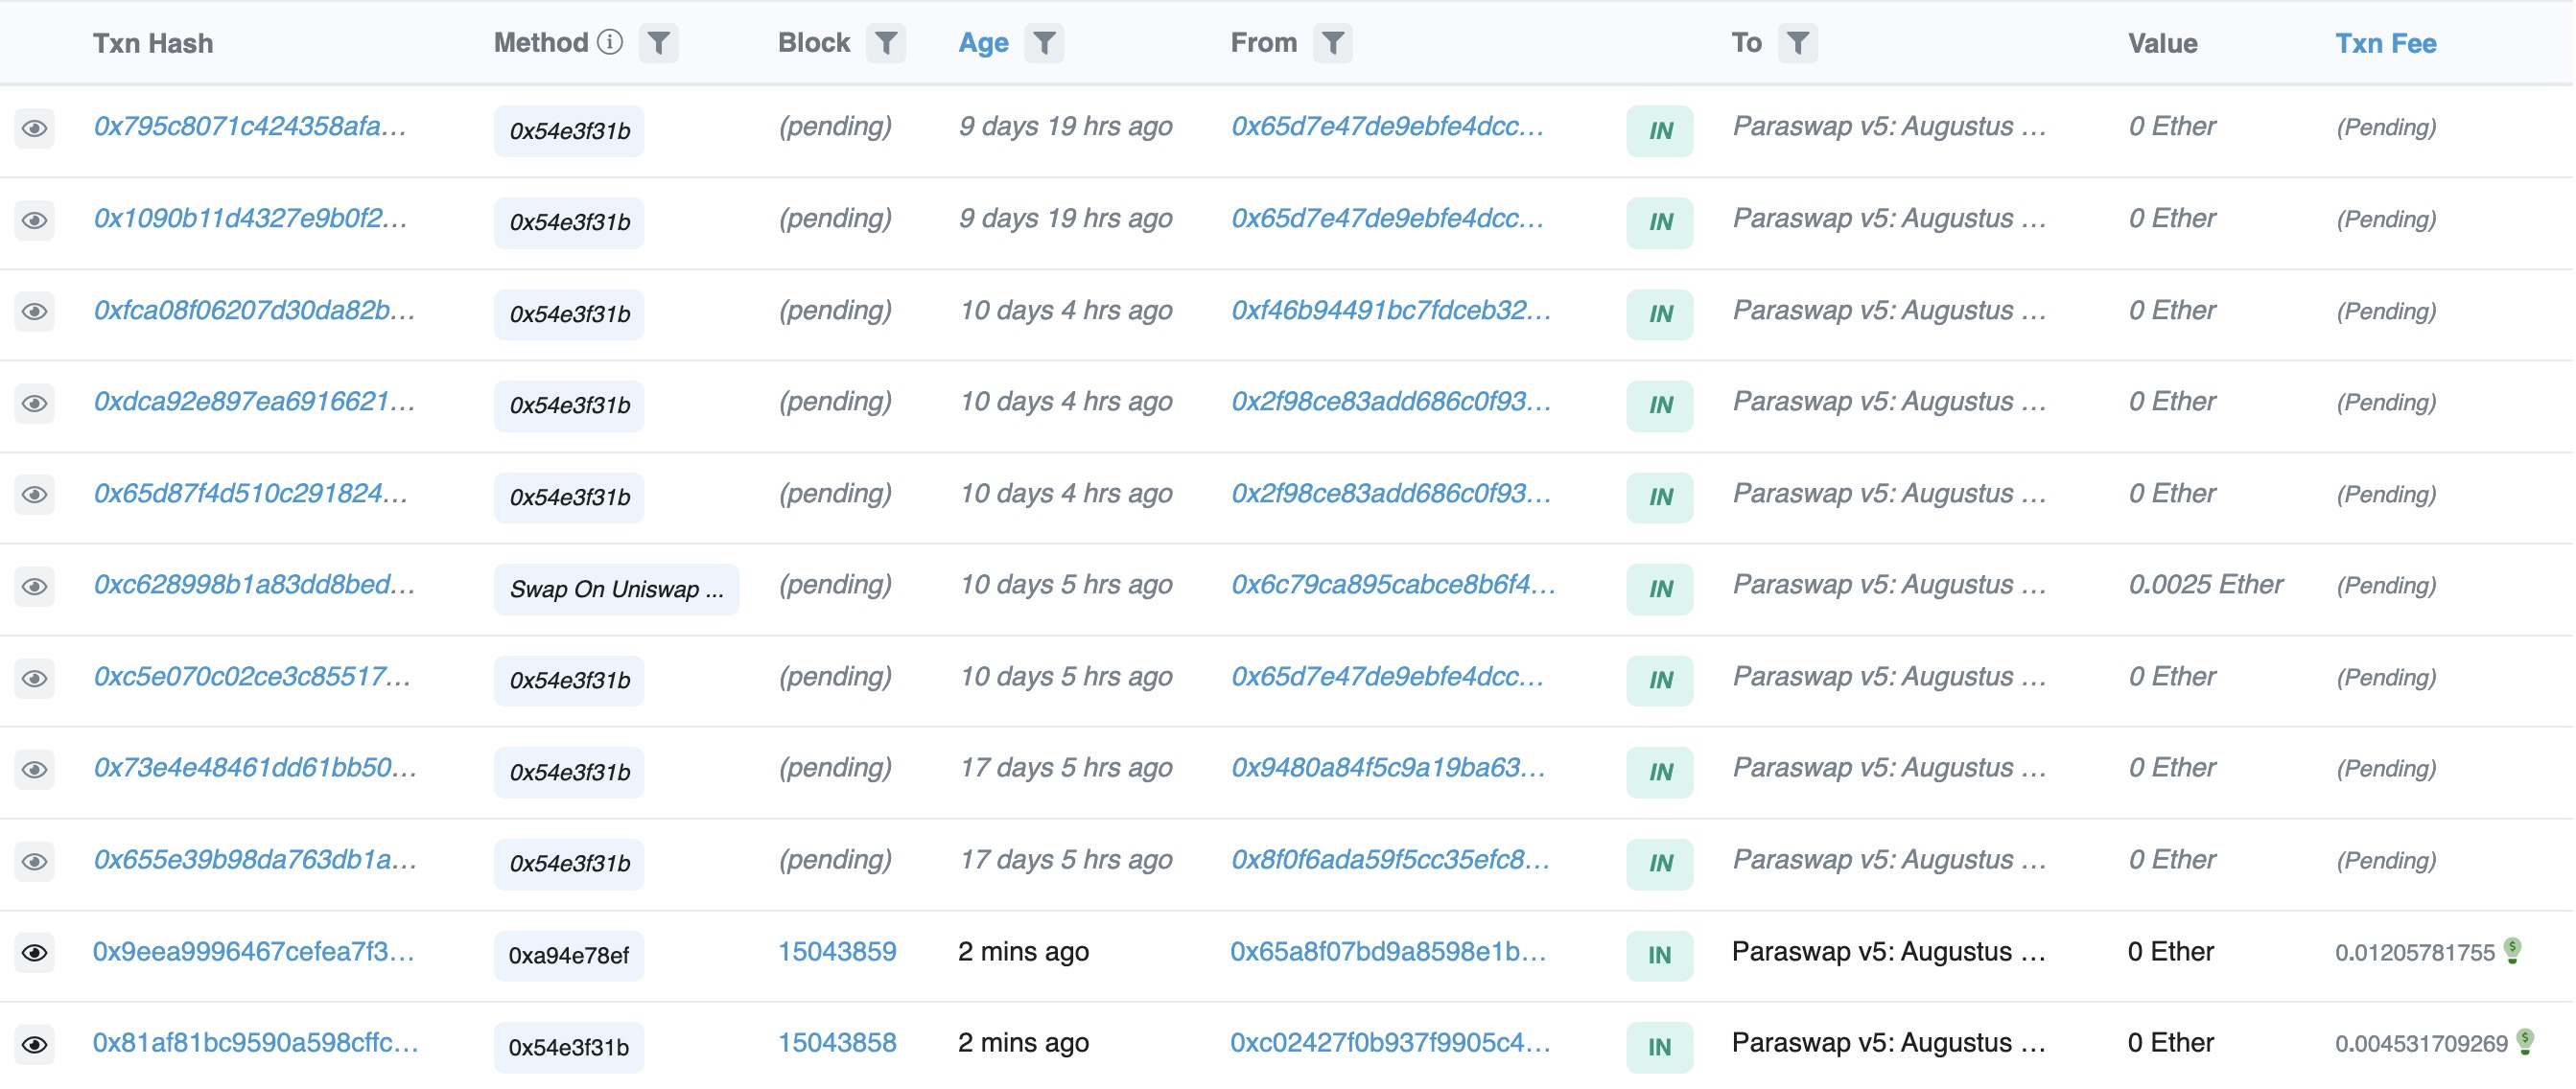 Txn Hash Method Block Age From To Value Txn Fee
0x795c8071c424358afa... 0x54e3f31b (pending) 9 days 19 hrs ago 0x65d7e47de9ebfe4dcc... IN Paraswap v5: Augustus ... 0 Ether (Pending)
0x1090b11d4327e9b0f2... 0x54e3f31b (pending) 9 days 19 hrs ago 0x65d7e47de9ebfe4dcc... IN Paraswap v5: Augustus ... 0 Ether (Pending)
0xfca08f06207d30da82b... 0x54e3f31b (pending) 10 days 4 hrs ago 0xf46b94491bc7fdceb32... IN Paraswap v5: Augustus ... 0 Ether (Pending)
0xdca92e897ea6916621... 0x54e3f31b (pending) 10 days 4 hrs ago 0x2f98ce83add686c0f93... IN Paraswap v5: Augustus ... 0 Ether (Pending)
0x65d87f4d510c291824... 0x54e3f31b (pending) 10 days 4 hrs ago 0x2f98ce83add686c0f93... IN Paraswap v5: Augustus ... 0 Ether (Pending)
0xc628998b1a83dd8bed... Swap On Uniswap ... (pending) 10 days 5 hrs ago 0x6c79ca895cabce8b6f4... IN Paraswap v5: Augustus ... 0.0025 Ether (Pending)
0xc5e070c02ce3c85517... 0x54e3f31b (pending) 10 days 5 hrs ago 0x65d7e47de9ebfe4dcc... IN Paraswap v5: Augustus ... 0 Ether (Pending)
0x73e4e48461dd61bb50... 0x54e3f31b (pending) 17 days 5 hrs ago 0x9480a84f5c9a19ba63... IN Paraswap v5: Augustus ... 0 Ether (Pending)
0x655e39b98da763db1a... 0x54e3f31b (pending) 17 days 5 hrs ago 0x8f0f6ada59f5cc35efc8... IN Paraswap v5: Augustus ... 0 Ether (Pending)
0x9eea9996467cefea7f3... 0xa94e78ef 15043859 2 mins ago 0x65a8f07bd9a8598e1b... IN Paraswap v5: Augustus ... 0 Ether 0.01205781755
0x81af81bc9590a598cffc... 0x54e3f31b 15043858 2 mins ago 0xc02427f0b937f9905c4... IN Paraswap v5: Augustus ... 0 Ether 0.004531709269